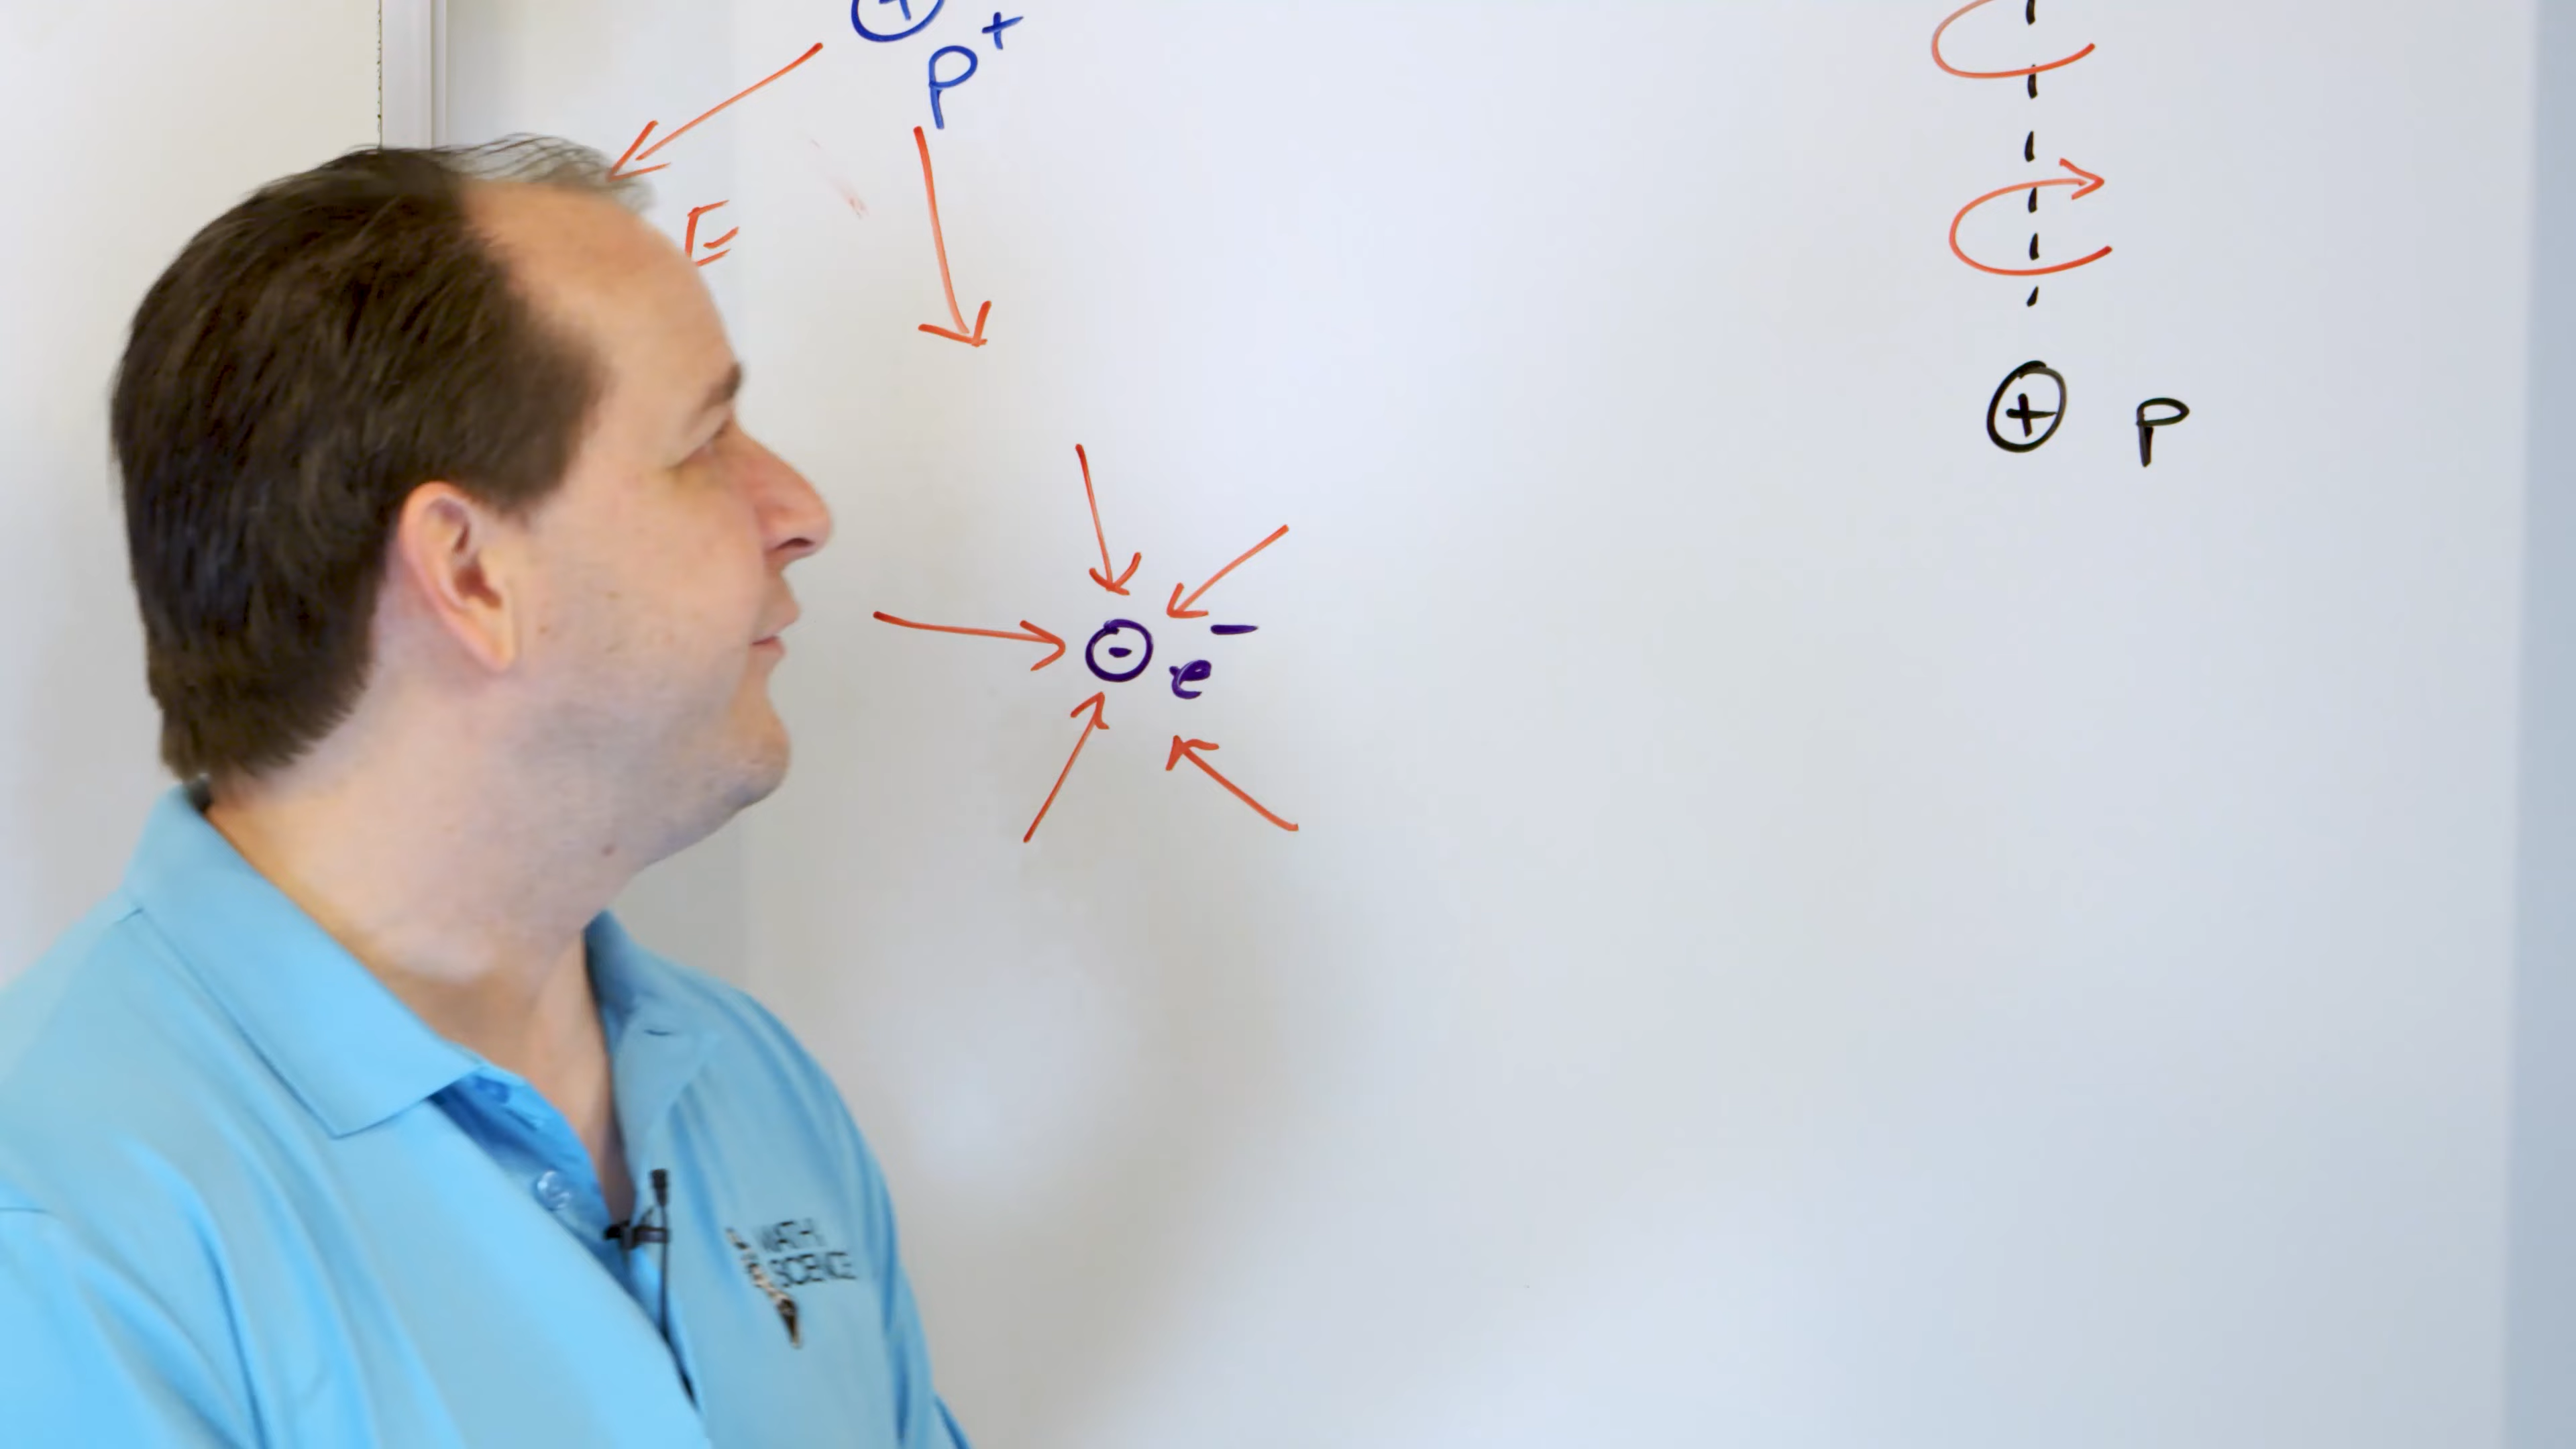 +
p+
E
+ p
- e-
MATH
SCIENCE